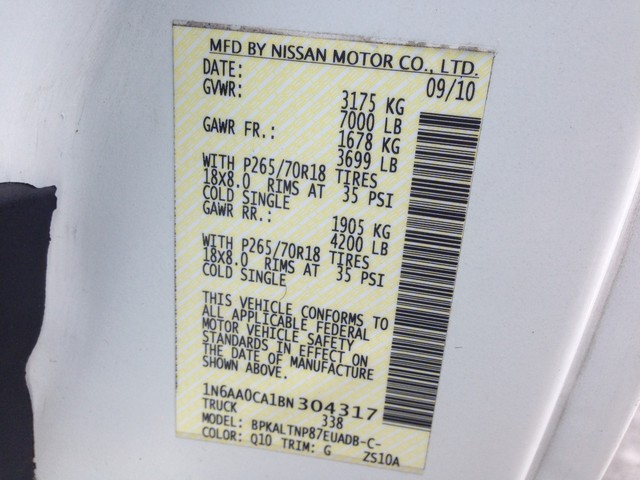 MFD BY NISSAN MOTOR CO., LTD.
DATE: 09/10
GVWR: 3175 KG
7000 LB
GAWR FR.: 1678 KG
3699 LB
WITH P265/70R18 TIRES
18X8.0 RIMS AT 35 PSI
COLD SINGLE
GAWR RR.: 1905 KG
4200 LB
WITH P265/70R18 TIRES
18X8.0 RIMS AT 35 PSI
COLD SINGLE
THIS VEHICLE CONFORMS TO
ALL APPLICABLE FEDERAL
MOTOR VEHICLE SAFETY
STANDARDS IN EFFECT ON
THE DATE OF MANUFACTURE
SHOWN ABOVE.
1N6AA0CA1BN304317
TRUCK 338
MODEL: BPKALTNP87EUADB-C-
COLOR: Q10 TRIM: G ZS10A